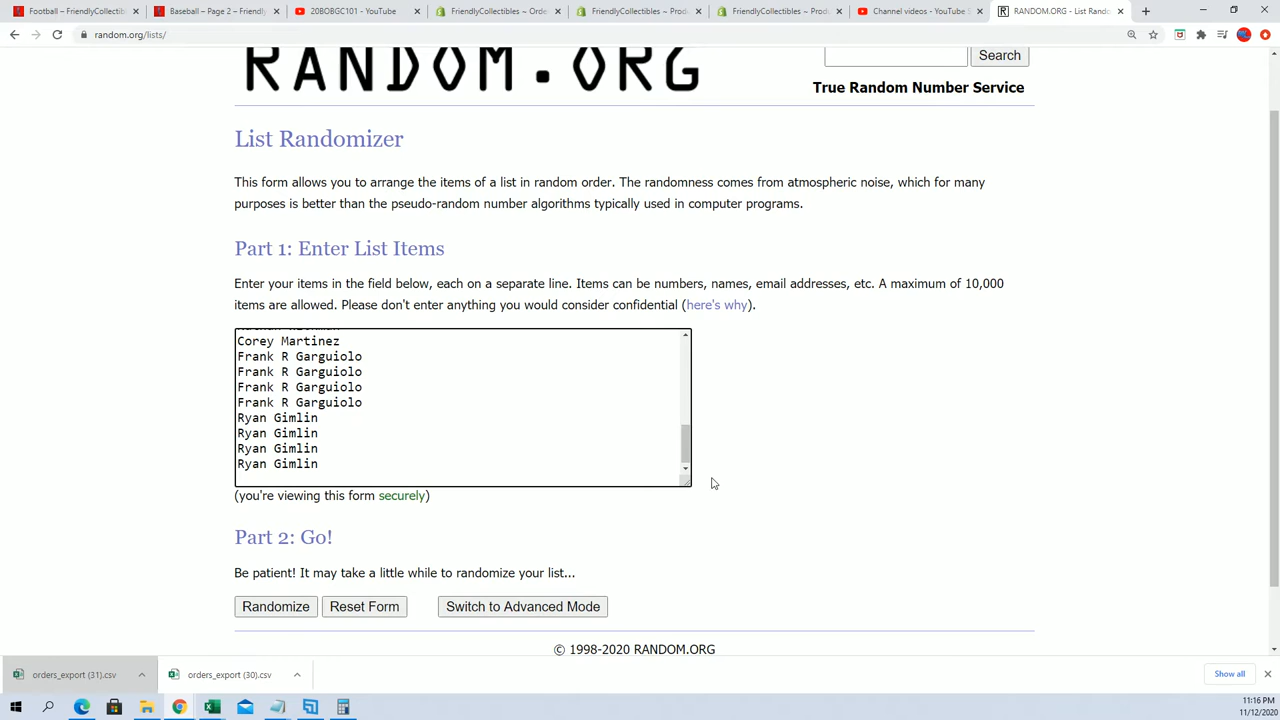 Football – FriendlyCollectib
Baseball – Page 2 – Friendly
20BOBGC101 - YouTube
FriendlyCollectibles ~ Orde
FriendlyCollectibles ~ Produ
FriendlyCollectibles ~ Produ
Channel videos - YouTube S
RANDOM.ORG - List Rando
random.org/lists/
RANDOM.ORG
Search
True Random Number Service
List Randomizer
This form allows you to arrange the items of a list in random order. The randomness comes from atmospheric noise, which for many
purposes is better than the pseudo-random number algorithms typically used in computer programs.
Part 1: Enter List Items
Enter your items in the field below, each on a separate line. Items can be numbers, names, email addresses, etc. A maximum of 10,000
items are allowed. Please don't enter anything you would consider confidential (here's why).
Corey Martinez
Frank R Garguiolo
Frank R Garguiolo
Frank R Garguiolo
Frank R Garguiolo
Ryan Gimlin
Ryan Gimlin
Ryan Gimlin
Ryan Gimlin
(you're viewing this form securely)
Part 2: Go!
Be patient! It may take a little while to randomize your list...
Randomize
Reset Form
Switch to Advanced Mode
© 1998-2020 RANDOM.ORG
orders_export (31).csv
orders_export (30).csv
Show all
11:16 PM
11/12/2020